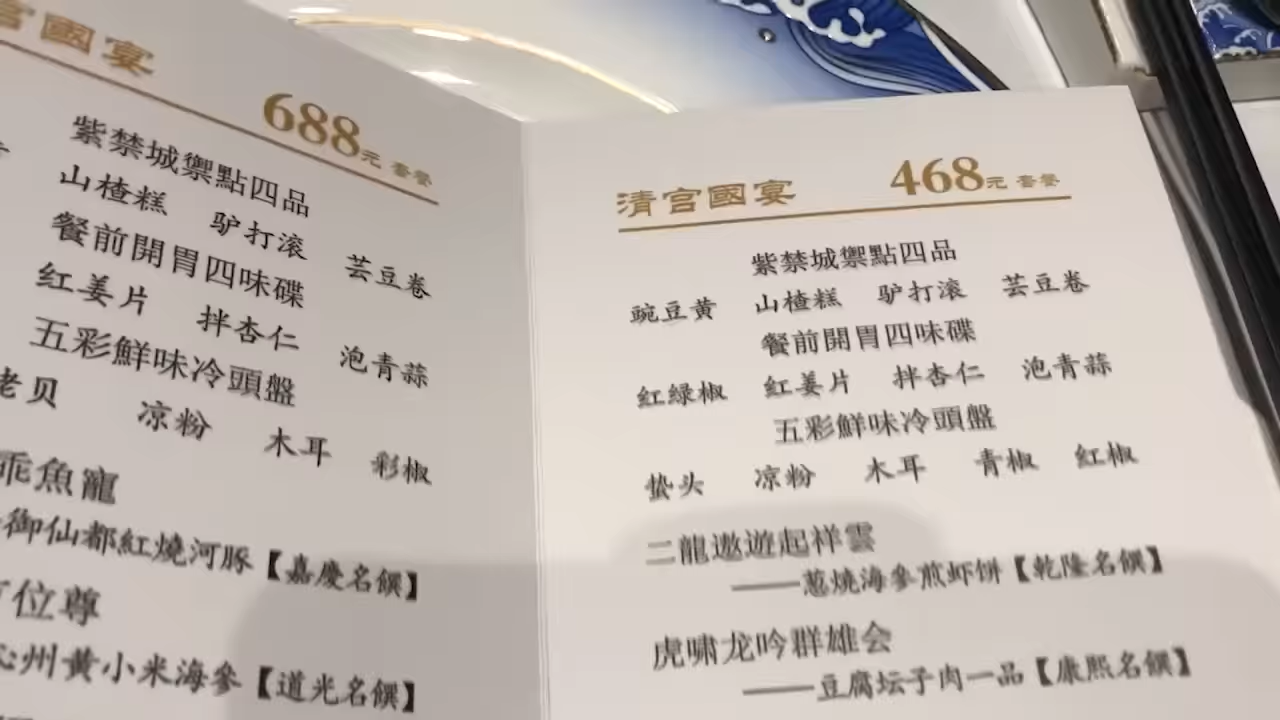 宫國宴 688元 套餐
紫禁城禦點四品
山楂糕 驴打滚 芸豆卷
餐前開胃四味碟
红姜片 拌杏仁 泡青蒜
五彩鮮味冷頭盤
老贝 凉粉 木耳 彩椒
乖魚寵
御仙都紅燒河豚【嘉慶名饌】
位尊
沁州黄小米海參【道光名饌】
清宫國宴 468元 套餐
紫禁城禦點四品
豌豆黄 山楂糕 驴打滚 芸豆卷
餐前開胃四味碟
红緑椒 红姜片 拌杏仁 泡青蒜
五彩鮮味冷頭盤
蛰头 凉粉 木耳 青椒 红椒
二龍遨遊起祥雲
——葱燒海參煎虾饼【乾隆名饌】
虎啸龙吟群雄会
——豆腐坛子肉一品【康熙名饌】